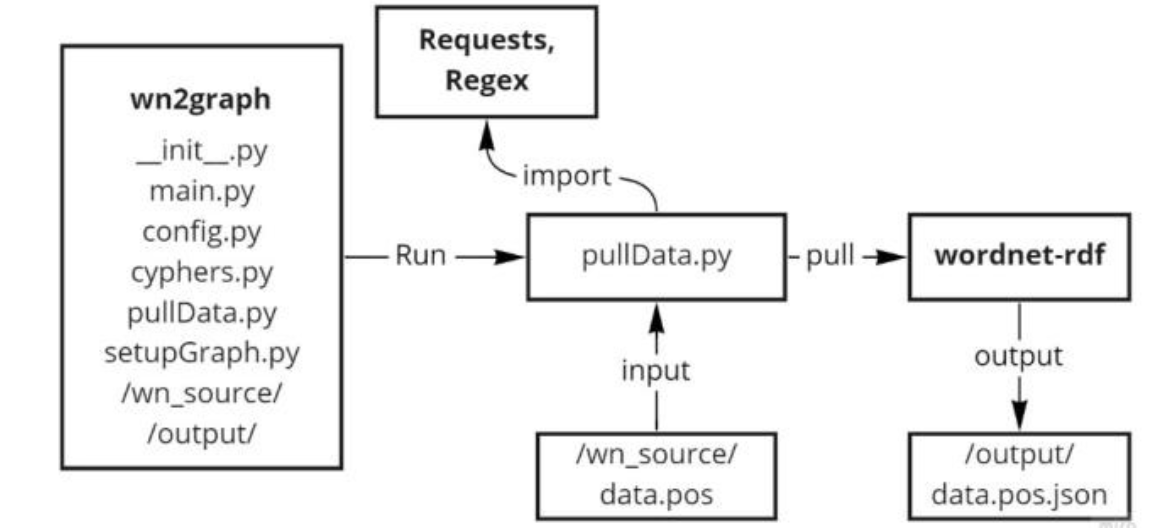 Requests,
Regex
wn2graph
__init__.py
main.py
config.py
cyphers.py
pullData.py
setupGraph.py
/wn_source/
/output/
import
Run
pullData.py
pull
wordnet-rdf
input
output
/wn_source/
data.pos
/output/
data.pos.json